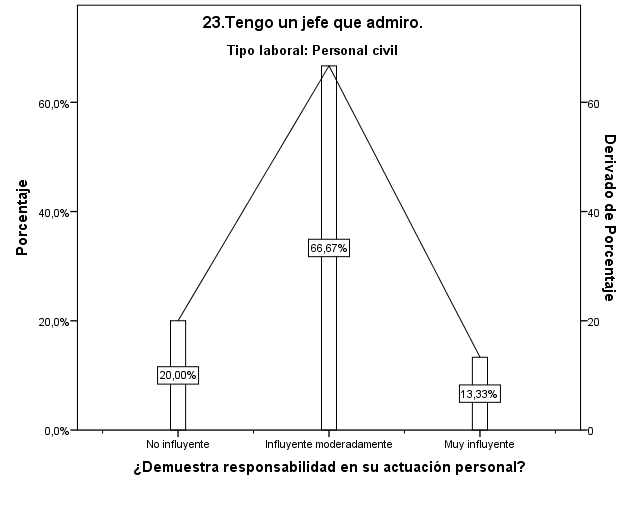 23.Tengo un jefe que admiro.
Tipo laboral: Personal civil
Porcentaje
60,0%
40,0%
20,0%
0,0%
20,00%
66,67%
13,33%
60
40
20
0
Derivado de Porcentaje
No influyente
Influyente moderadamente
Muy influyente
¿Demuestra responsabilidad en su actuación personal?